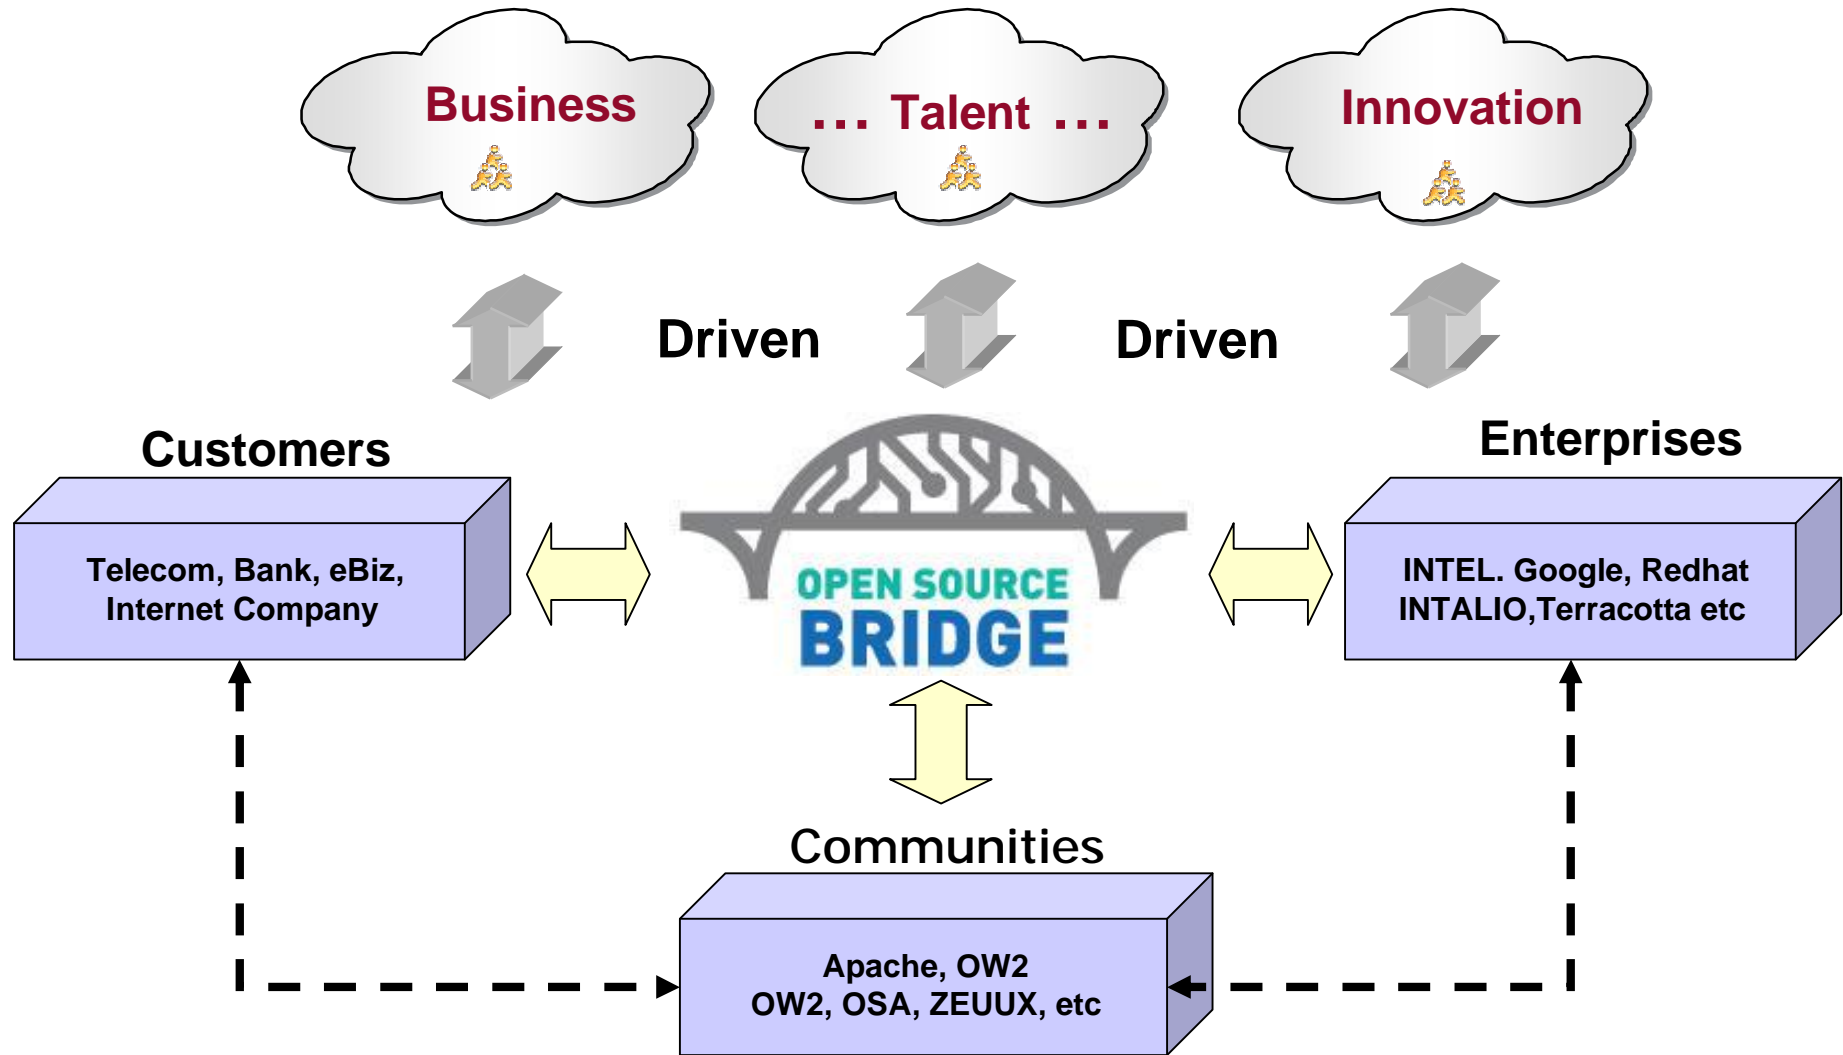 Business
... Talent ...
Innovation
Driven
Driven
Customers
Enterprises
Telecom, Bank, eBiz,
Internet Company
OPEN SOURCE
BRIDGE
INTEL. Google, Redhat
INTALIO,Terracotta etc
Communities
Apache, OW2
OW2, OSA, ZEUUX, etc